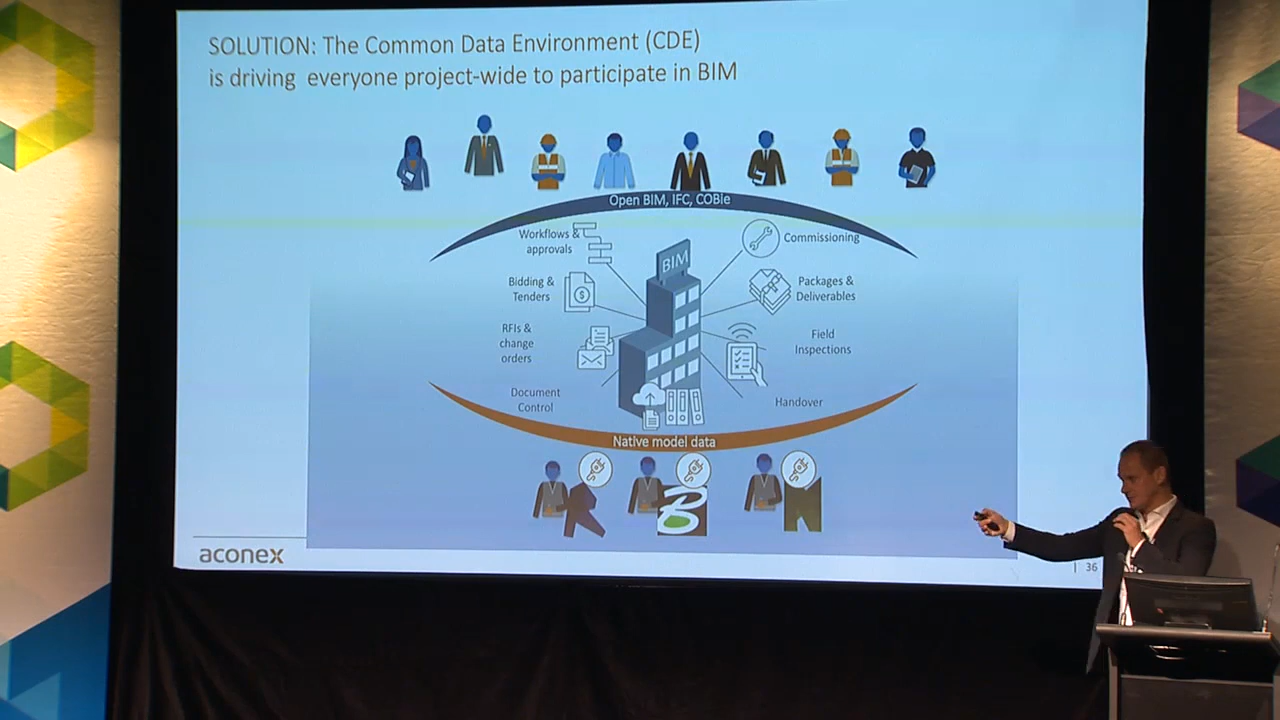 SOLUTION: The Common Data Environment (CDE)
is driving everyone project-wide to participate in BIM
Open BIM, IFC, COBie
Workflows &
approvals
Commissioning
BIM
Bidding &
Tenders
Packages &
Deliverables
RFIs &
change
orders
Field
Inspections
Document
Control
Handover
Native model data
aconex
36